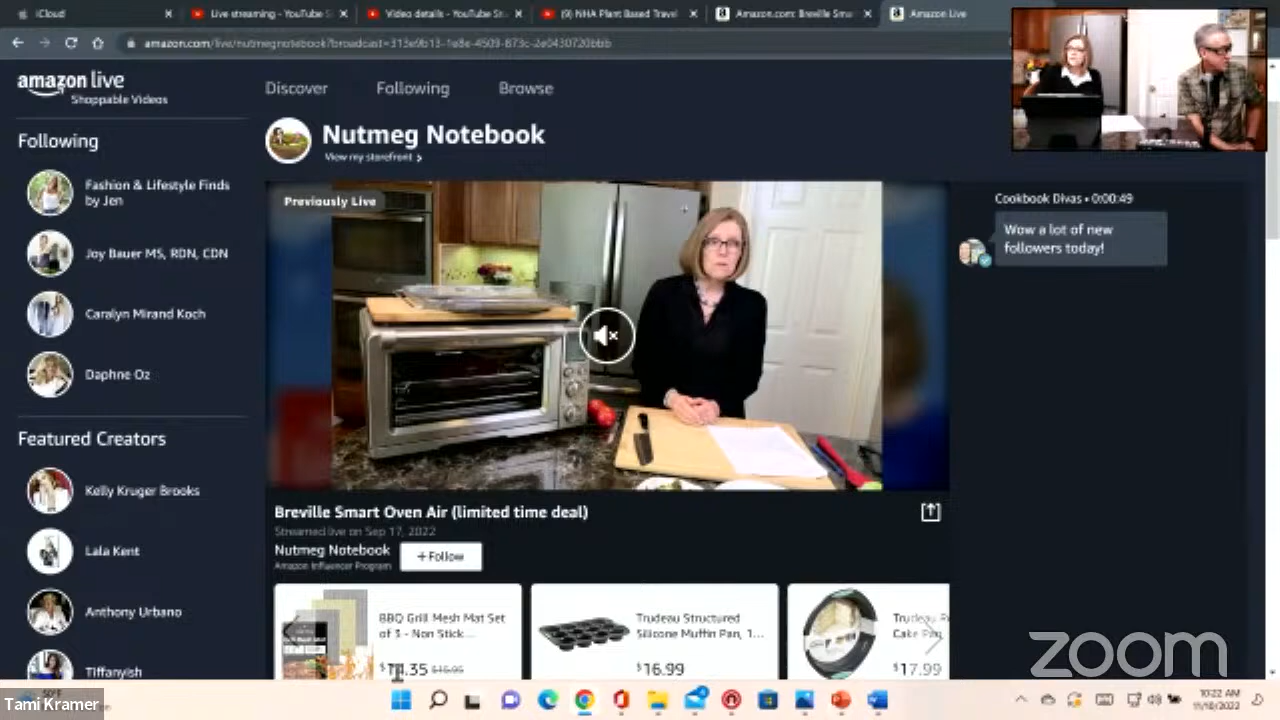 iCloud
Live streaming - YouTube S
Video details - YouTube St
(9) NHA Plant Based Travel
Amazon.com: Breville Sma
Amazon Live
amazon.com/live/nutmegnotebook?broadcast=
amazon live
Shoppable Videos
Discover
Following
Browse
Following
Fashion & Lifestyle Finds
by Jen
Joy Bauer MS, RDN, CDN
Caralyn Mirand Koch
Daphne Oz
Featured Creators
Kelly Kruger Brooks
Lala Kent
Anthony Urbano
Tiffanyish
Nutmeg Notebook
View my storefront
Previously Live
Cookbook Divas • 0:00:49
Wow a lot of new
followers today!
Breville Smart Oven Air (limited time deal)
Streamed live on Sep 17, 2022
Nutmeg Notebook
Amazon Influencer Program
+ Follow
BBQ Grill Mesh Mat Set
of 3 - Non Stick...
Trudeau Structured
Silicone Muffin Pan, 1...
$16.99
Cake Pan
$17.99
zoom
Tami Kramer
10:22 AM
11/10/2022